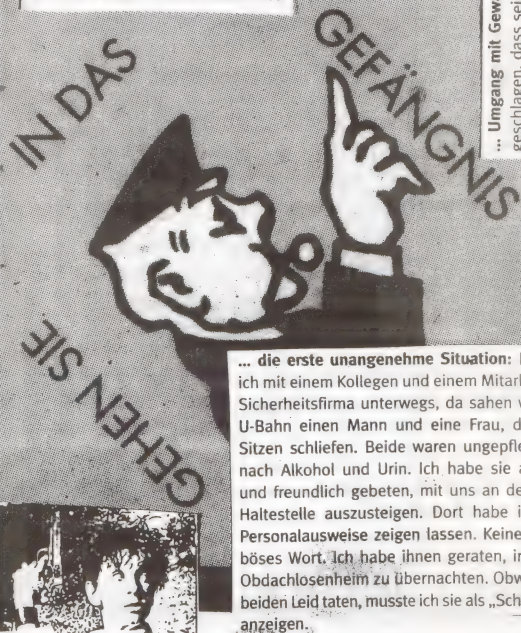 ... Umgang mit Gew
geschlagen, dass sei
IN DAS
GEFÄNGNIS
GEHEN SIE
... die erste unangenehme Situation:
ich mit einem Kollegen und einem Mitar
Sicherheitsfirma unterwegs, da sahen
U-Bahn einen Mann und eine Frau, d
Sitzen schliefen. Beide waren ungepfle
nach Alkohol und Urin. Ich habe sie a
und freundlich gebeten, mit uns an de
Haltestelle auszusteigen. Dort habe i
Personalausweise zeigen lassen. Keine
böses Wort. Ich habe ihnen geraten, i
Obdachlosenheim zu übernachten. Obw
beiden Leid taten, musste ich sie als „Sch
anzeigen.